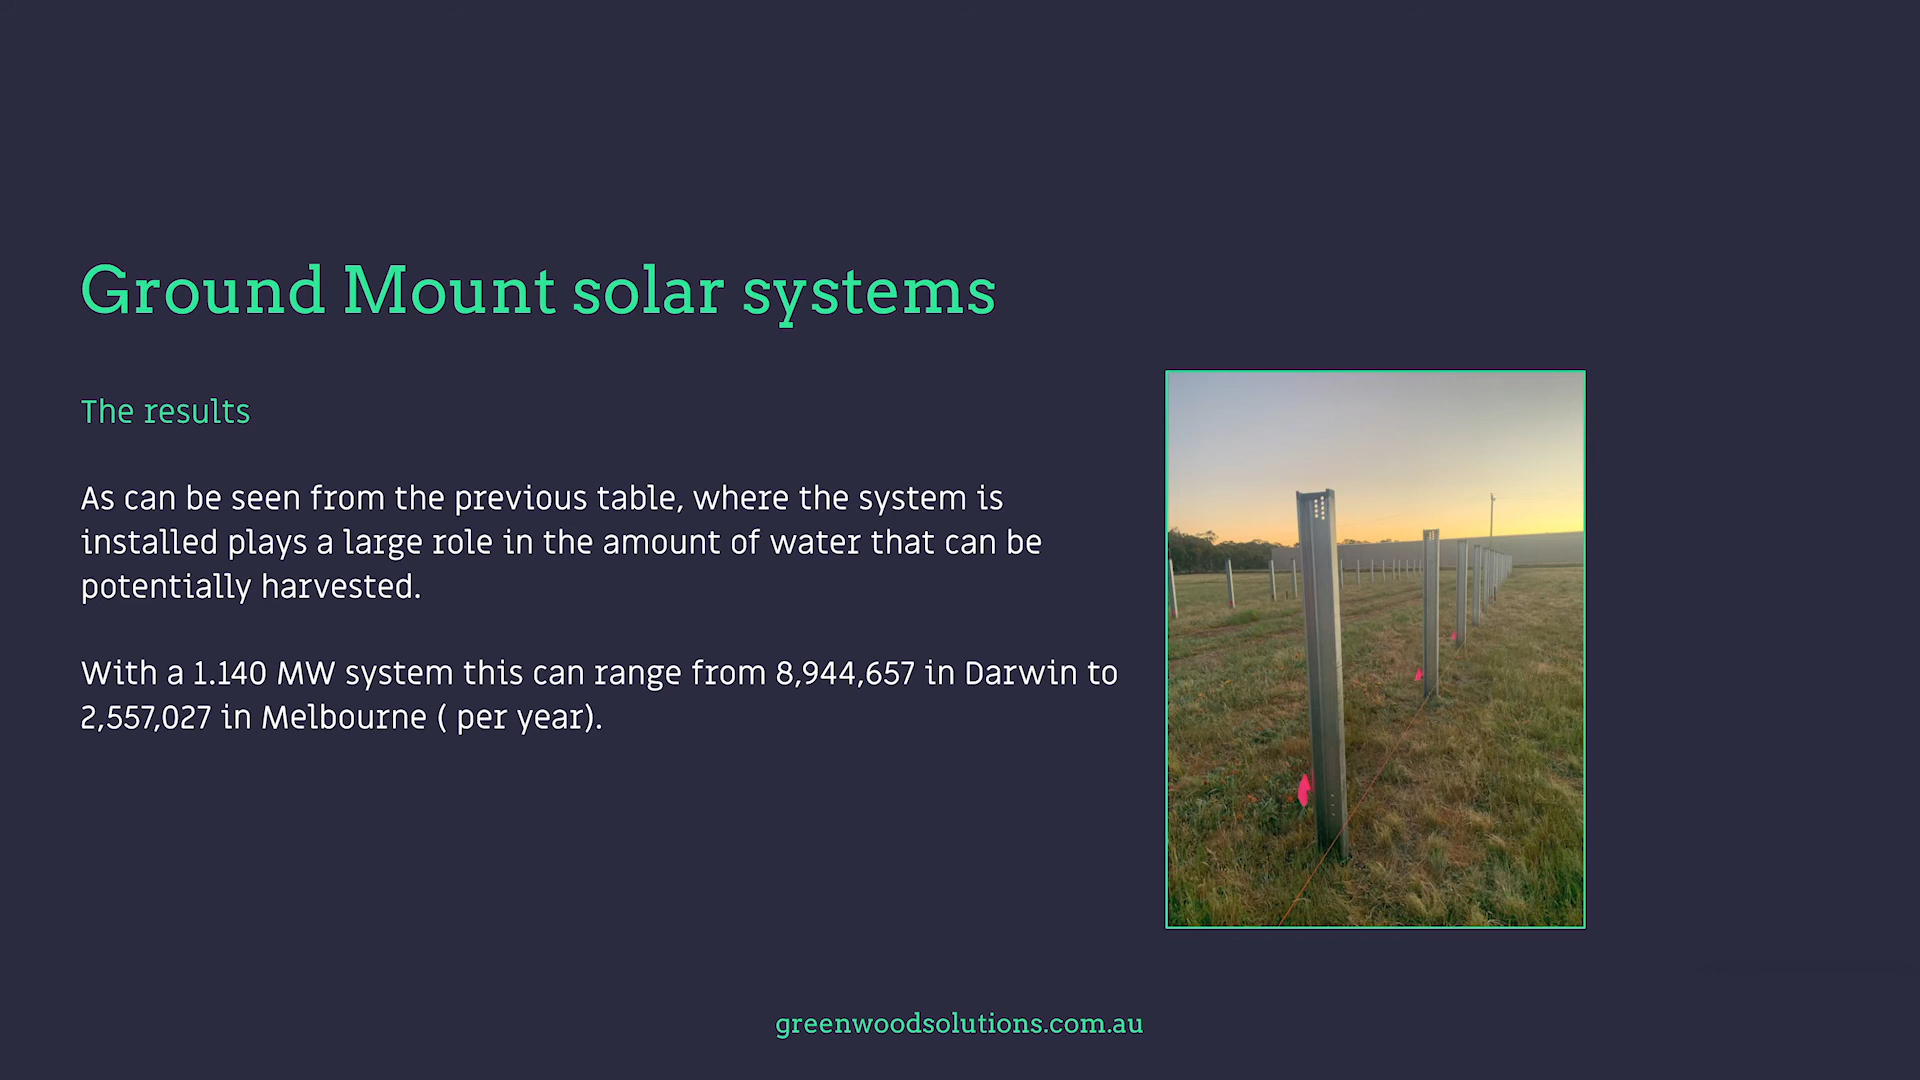 Ground Mount solar systems
The results
As can be seen from the previous table, where the system is
installed plays a large role in the amount of water that can be
potentially harvested.
With a 1.140 MW system this can range from 8,944,657 in Darwin to
2,557,027 in Melbourne ( per year).
greenwoodsolutions.com.au